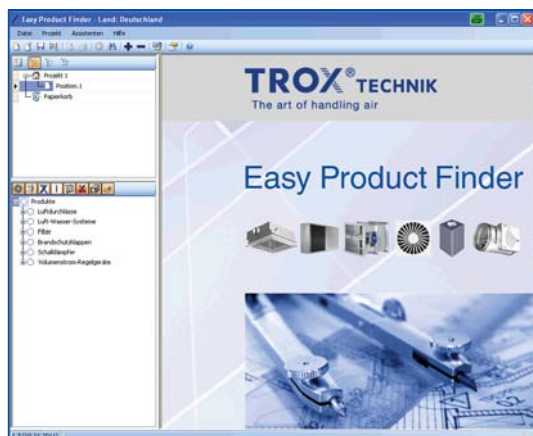 Easy Product Finder - Land: Deutschland
Datei Projekt Assistenten Hilfe
Projekt 1
Position.1
Papierkorb
TROX® TECHNIK
The art of handling air
Easy Product Finder
Produkte
Luftdurchlässe
Luft-Wasser-Systeme
Filter
Brandschutzklappen
Schalldämpfer
Volumenstrom-Regelgeräte